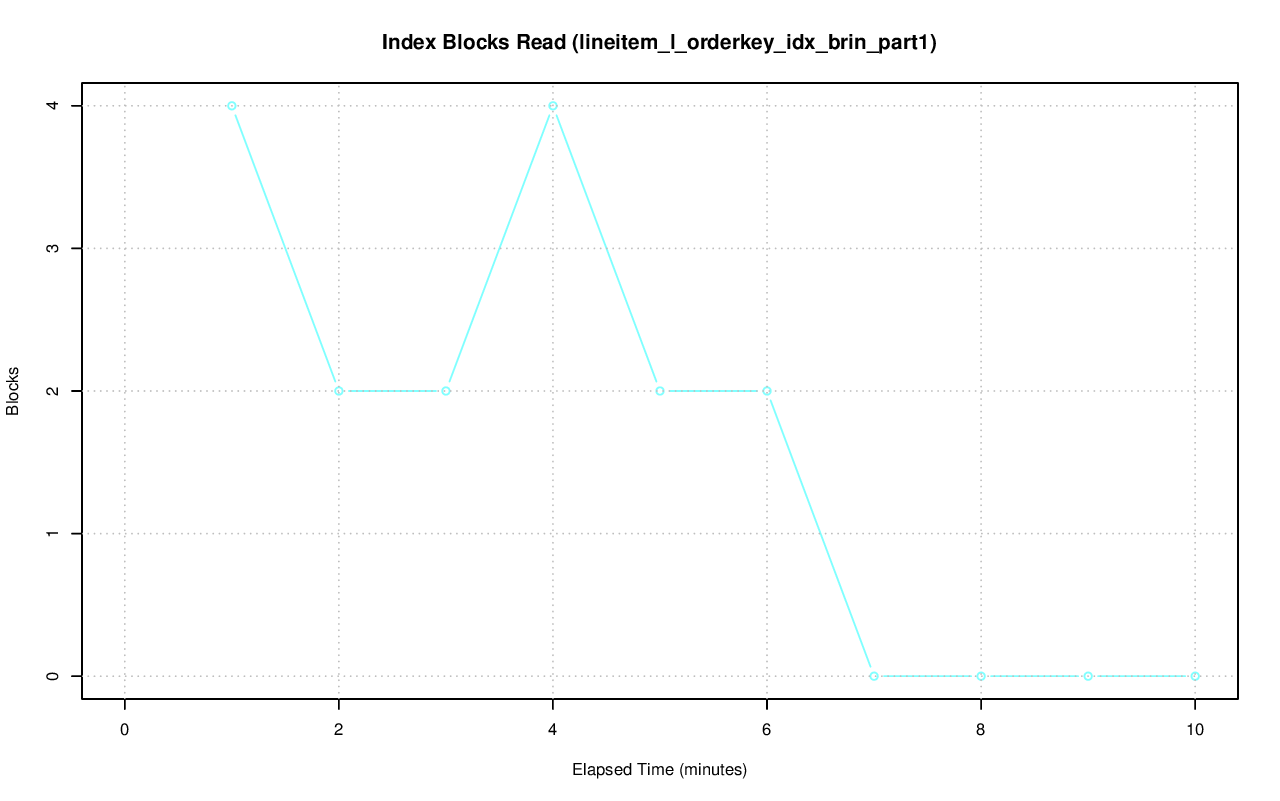 Index Blocks Read (lineitem_l_orderkey_idx_brin_part1)
4
3
2
1
0
Blocks
0 2 4 6 8 10
Elapsed Time (minutes)